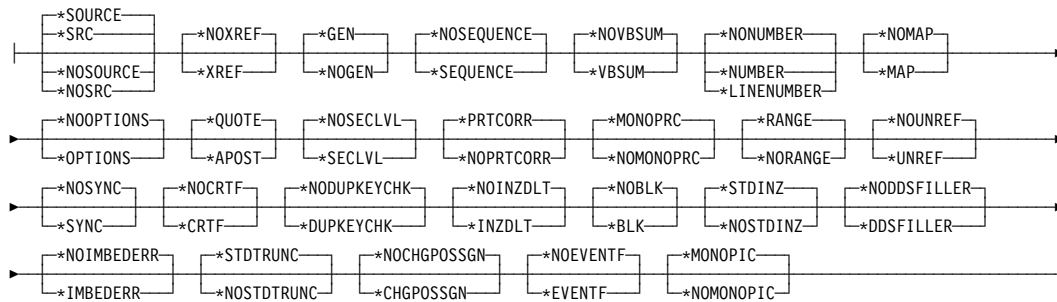 *SOURCE
*SRC *NOXREF *GEN *NOSEQUENCE *NOVBSUM *NONUMBER *NOMAP
*NOSOURCE *XREF *NOGEN *SEQUENCE *VBSUM *NUMBER *MAP
*NOSRC *LINENUMBER
*NOOPTIONS *QUOTE *NOSECLVL *PRTCORR *MONOPRC *RANGE *NOUNREF
*OPTIONS *APOST *SECLVL *NOPRTCORR *NOMONOPRC *NORANGE *UNREF
*NOSYNC *NOCRTF *NODUPKEYCHK *NOINZDLT *NOBLK *STDINZ *NODDSFILLER
*SYNC *CRTF *DUPKEYCHK *INZDLT *BLK *NOSTDINZ *DDSFILLER
*NOIMBEDERR *STDTRUNC *NOCHGPOSSGN *NOEVENTF *MONOPIC
*IMBEDERR *NOSTDTRUNC *CHGPOSSGN *EVENTF *NOMONOPIC